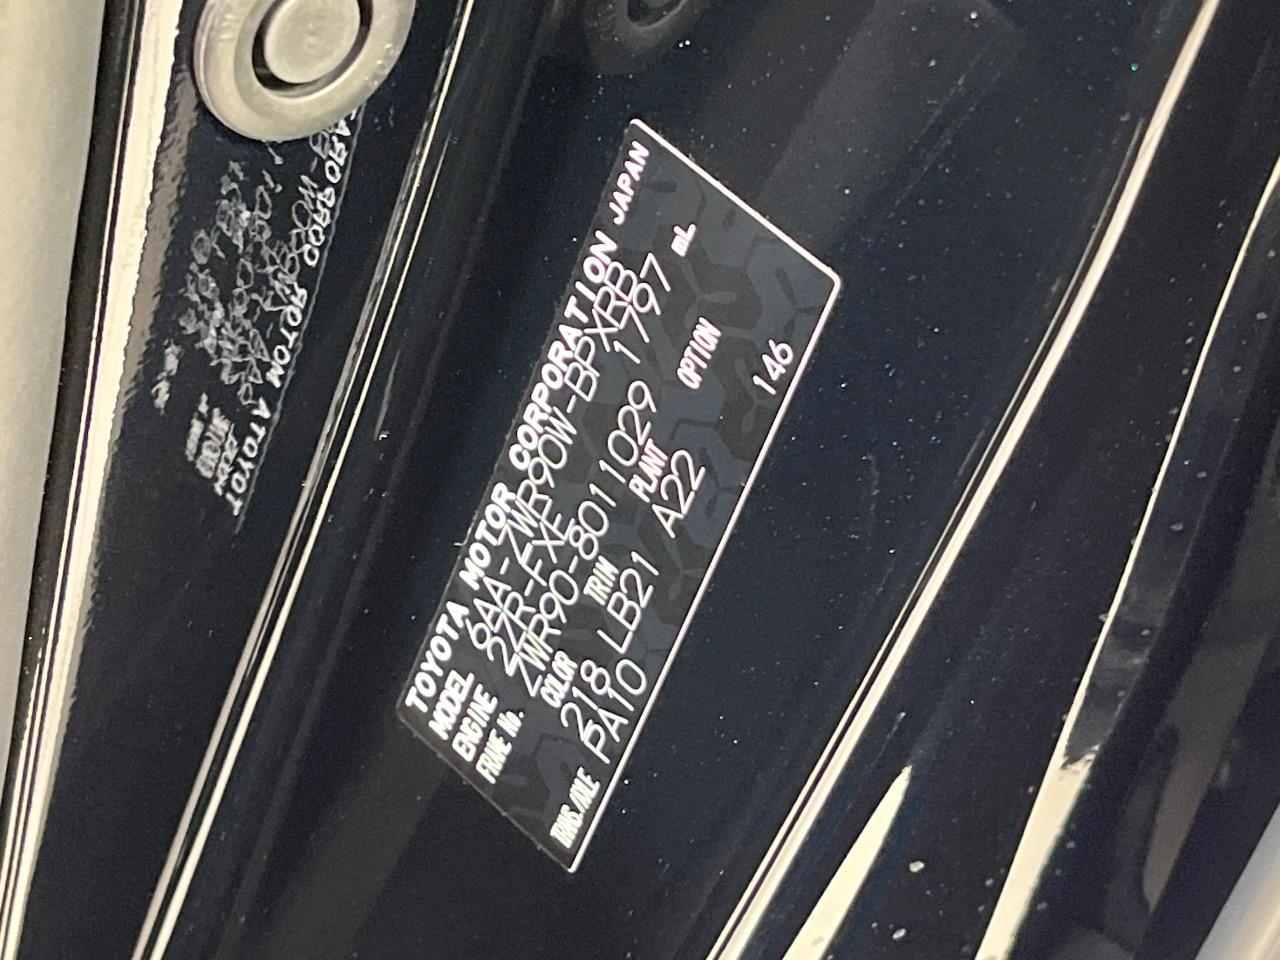 TOYOTA MOTOR CORPORATION JAPAN
MODEL 6AA-ZWR90W-BPXRB
ENGINE 2ZR-FXE 1797 mL
FRAME No. ZWR90-8011029
COLOR TRIM PLANT OPTION
218 LB21 A22
TRANS./AXLE PA10 146